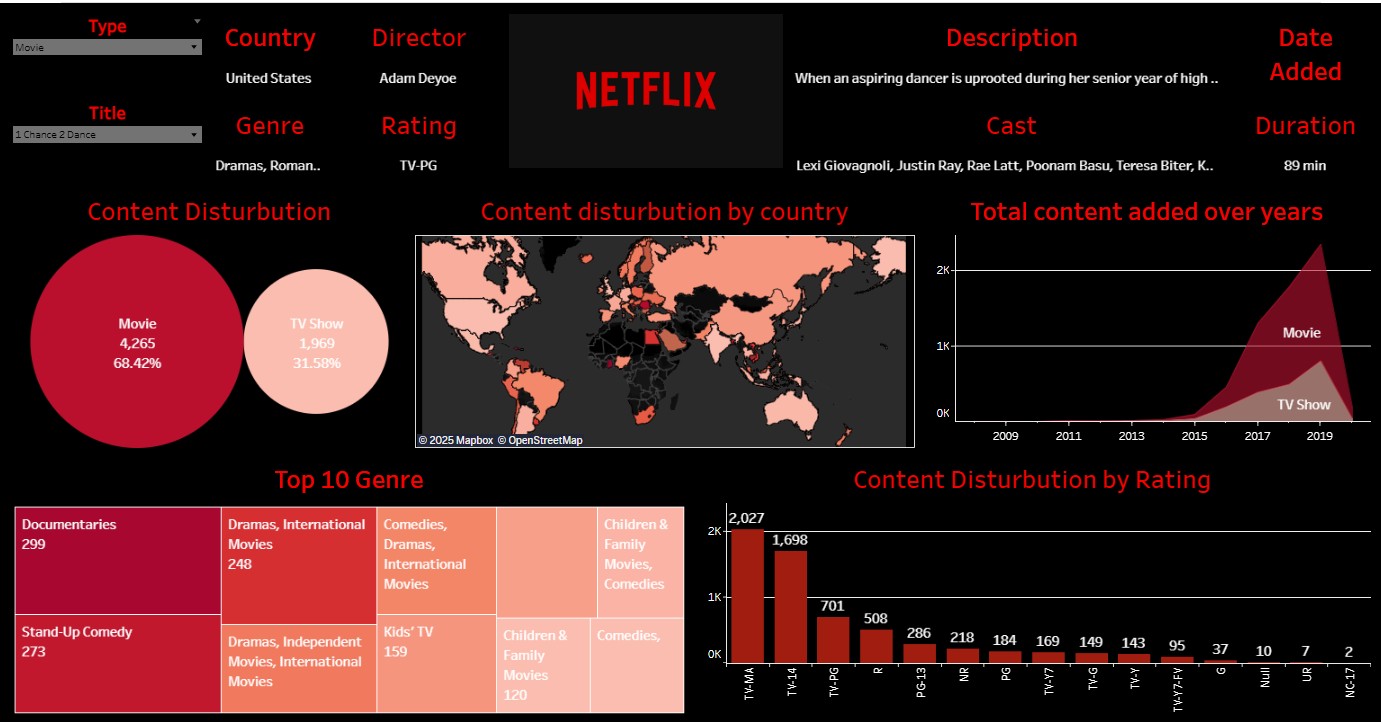 Type
Movie
Title
1 Chance 2 Dance
Country
United States
Director
Adam Deyoe
Genre
Dramas, Roman..
Rating
TV-PG
NETFLIX
Description
When an aspiring dancer is uprooted during her senior year of high ..
Cast
Lexi Giovagnoli, Justin Ray, Rae Latt, Poonam Basu, Teresa Biter, K..
Date
Added
Duration
89 min
Content Disturbution
Movie
4,265
68.42%
TV Show
1,969
31.58%
Content disturbution by country
© 2025 Mapbox © OpenStreetMap
Total content added over years
2K
1K
0K
Movie
TV Show
2009
2011
2013
2015
2017
2019
Top 10 Genre
Documentaries
299
Stand-Up Comedy
273
Dramas, International
Movies
248
Dramas, Independent
Movies, International
Movies
Comedies,
Dramas,
International
Movies
Kids' TV
159
Children &
Family
Movies
120
Children &
Family
Movies,
Comedies
Comedies,
Content Disturbution by Rating
2K
1K
0K
2,027
1,698
701
508
286
218
184
169
149
143
95
37
10
7
2
TV-MA
TV-14
TV-PG
R
PG-13
NR
PG
TV-Y7
TV-G
TV-Y
TV-Y7-FV
G
Null
UR
NC-17